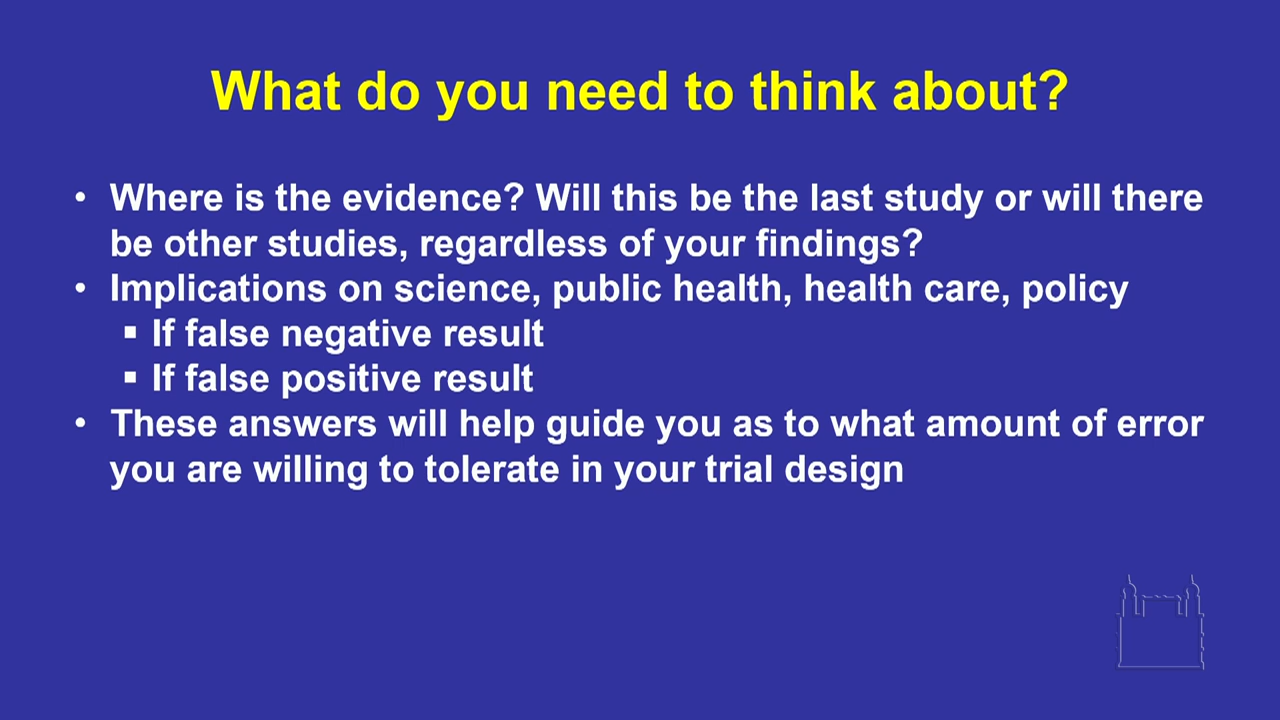 What do you need to think about?
• Where is the evidence? Will this be the last study or will there
be other studies, regardless of your findings?
• Implications on science, public health, health care, policy
▪ If false negative result
▪ If false positive result
• These answers will help guide you as to what amount of error
you are willing to tolerate in your trial design